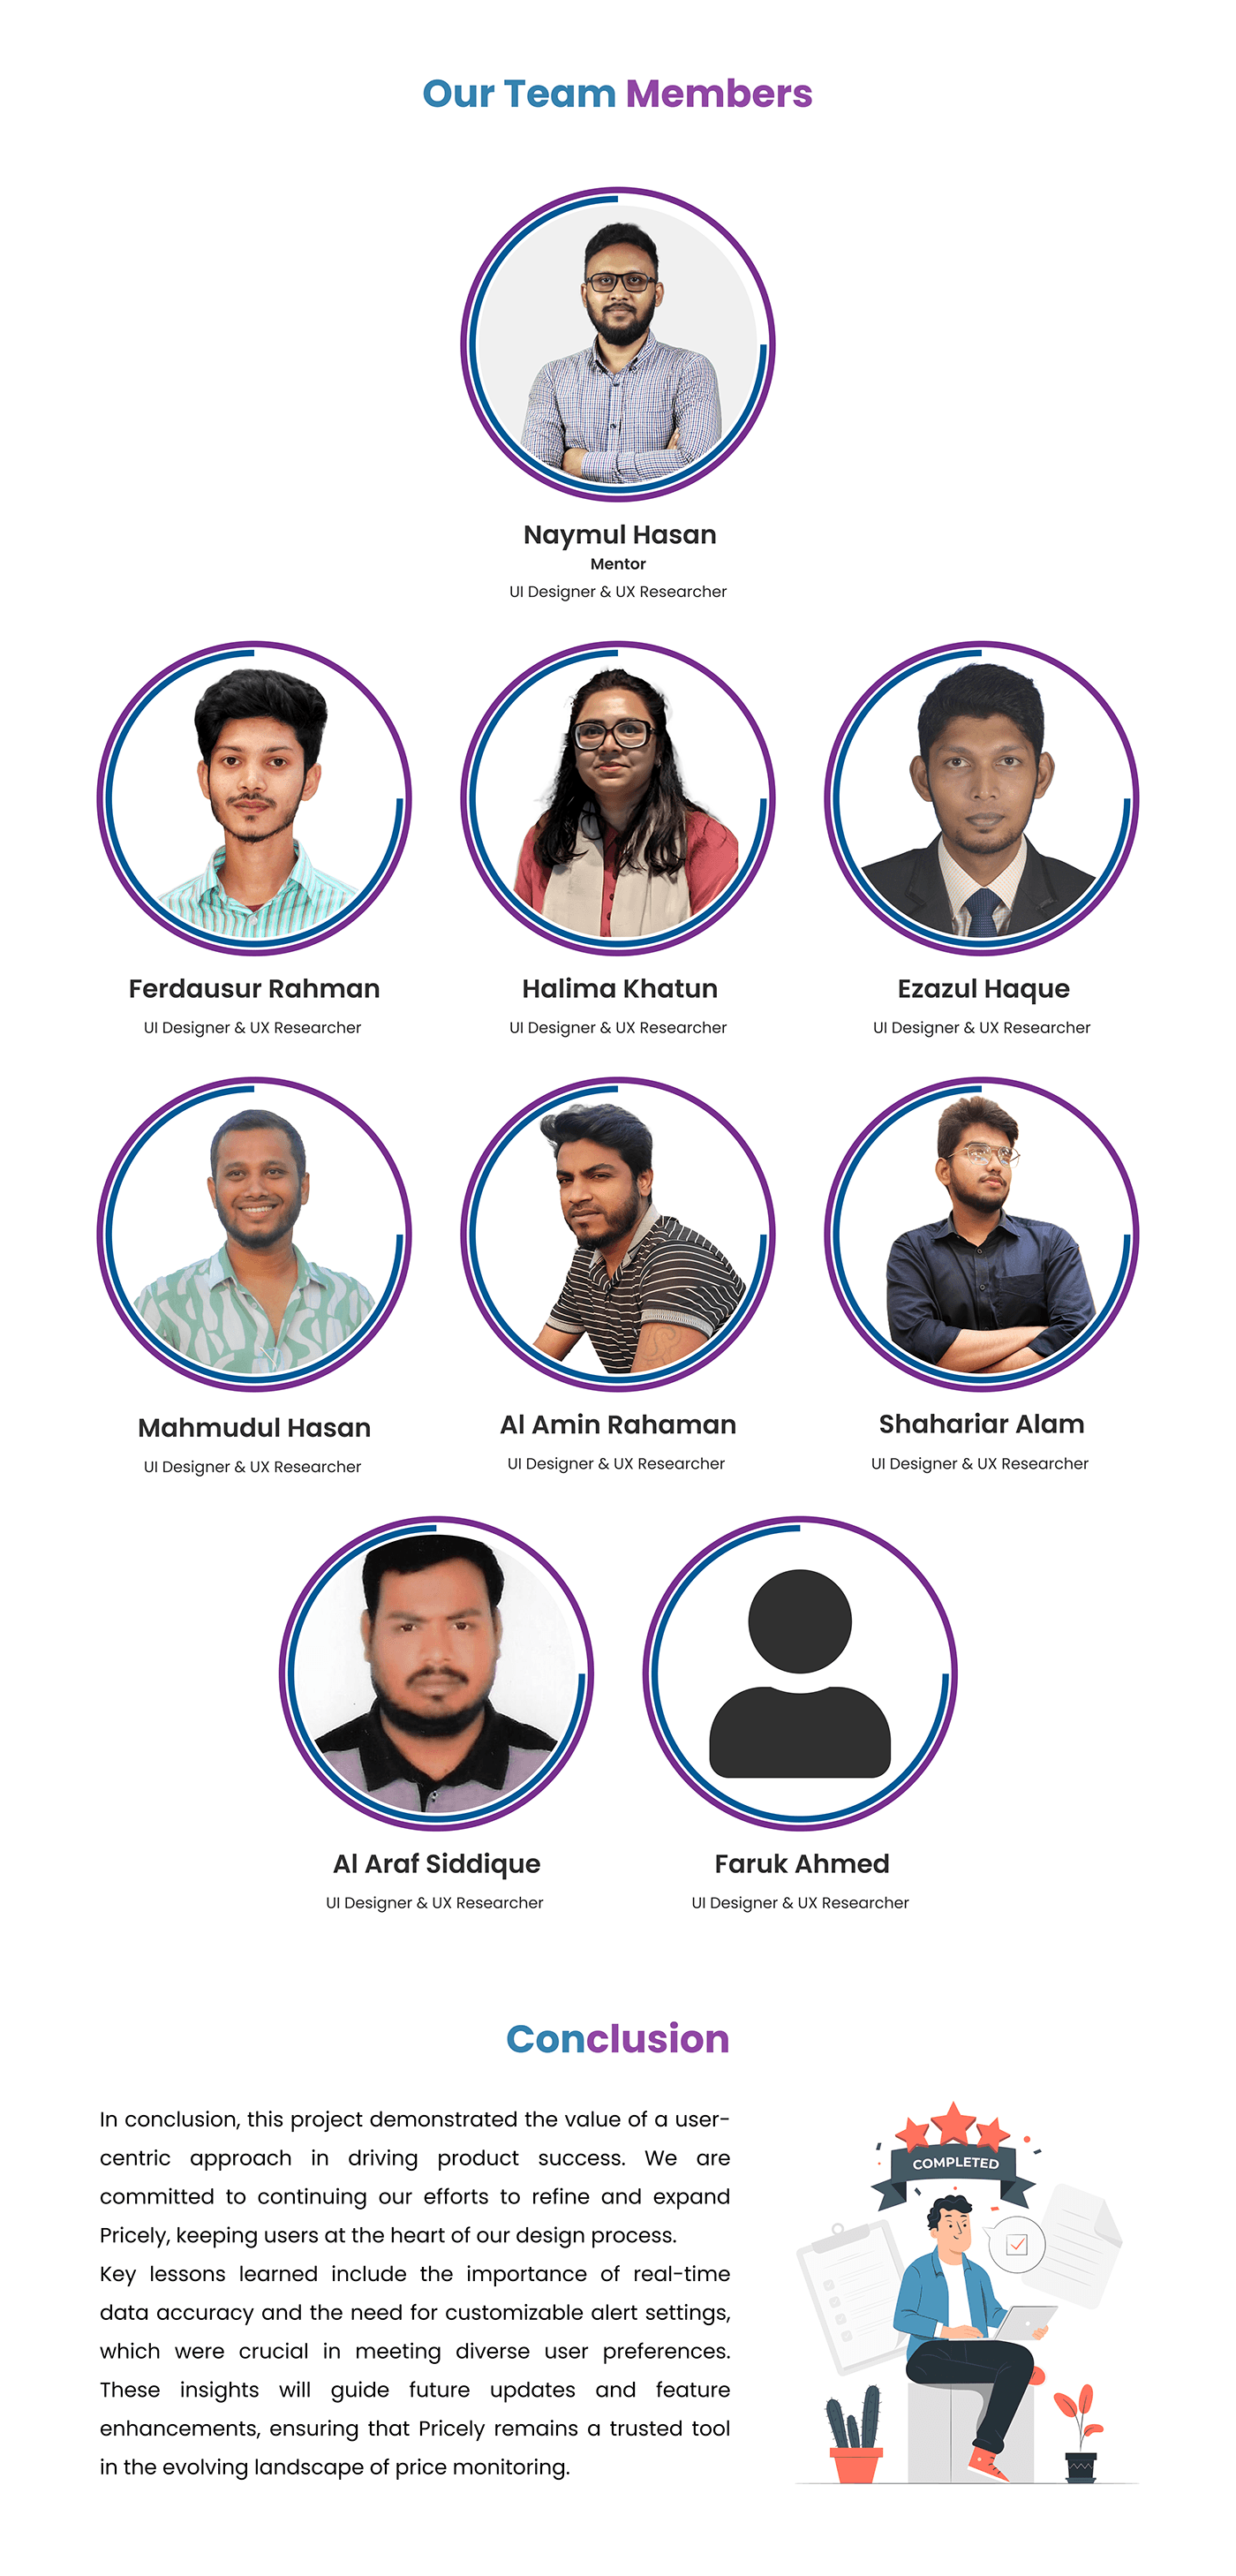 Our Team Members
Naymul Hasan
Mentor
UI Designer & UX Researcher
Ferdausur Rahman
UI Designer & UX Researcher
Halima Khatun
UI Designer & UX Researcher
Ezazul Haque
UI Designer & UX Researcher
Mahmudul Hasan
UI Designer & UX Researcher
Al Amin Rahaman
UI Designer & UX Researcher
Shahariar Alam
UI Designer & UX Researcher
Al Araf Siddique
UI Designer & UX Researcher
Faruk Ahmed
UI Designer & UX Researcher
Conclusion
In conclusion, this project demonstrated the value of a user-
centric approach in driving product success. We are
committed to continuing our efforts to refine and expand
Pricely, keeping users at the heart of our design process.
Key lessons learned include the importance of real-time
data accuracy and the need for customizable alert settings,
which were crucial in meeting diverse user preferences.
These insights will guide future updates and feature
enhancements, ensuring that Pricely remains a trusted tool
in the evolving landscape of price monitoring.
COMPLETED